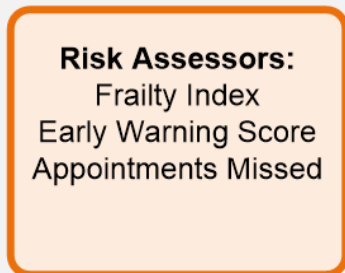 Risk Assessors:
Frailty Index
Early Warning Score
Appointments Missed